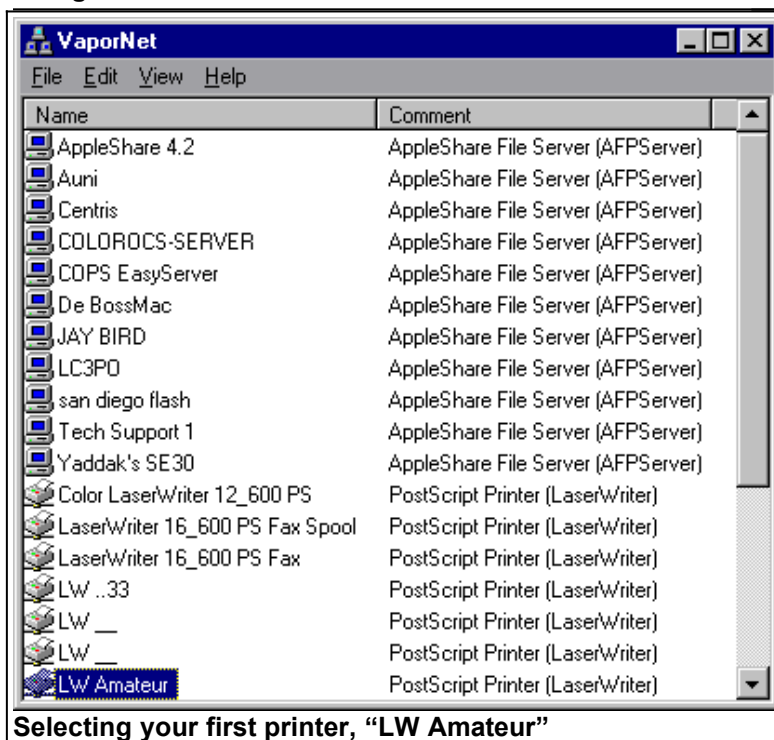 VaporNet
File Edit View Help
Name Comment
AppleShare 4.2 AppleShare File Server (AFPServer)
Auni AppleShare File Server (AFPServer)
Centris AppleShare File Server (AFPServer)
COLOROCS-SERVER AppleShare File Server (AFPServer)
COPS EasyServer AppleShare File Server (AFPServer)
De BossMac AppleShare File Server (AFPServer)
JAY BIRD AppleShare File Server (AFPServer)
LC3PO AppleShare File Server (AFPServer)
san diego flash AppleShare File Server (AFPServer)
Tech Support 1 AppleShare File Server (AFPServer)
Yaddak's SE30 AppleShare File Server (AFPServer)
Color LaserWriter 12_600 PS PostScript Printer (LaserWriter)
LaserWriter 16_600 PS Fax Spool PostScript Printer (LaserWriter)
LaserWriter 16_600 PS Fax PostScript Printer (LaserWriter)
LW ..33 PostScript Printer (LaserWriter)
LW __ PostScript Printer (LaserWriter)
LW __ PostScript Printer (LaserWriter)
LW Amateur PostScript Printer (LaserWriter)
Selecting your first printer, “LW Amateur”